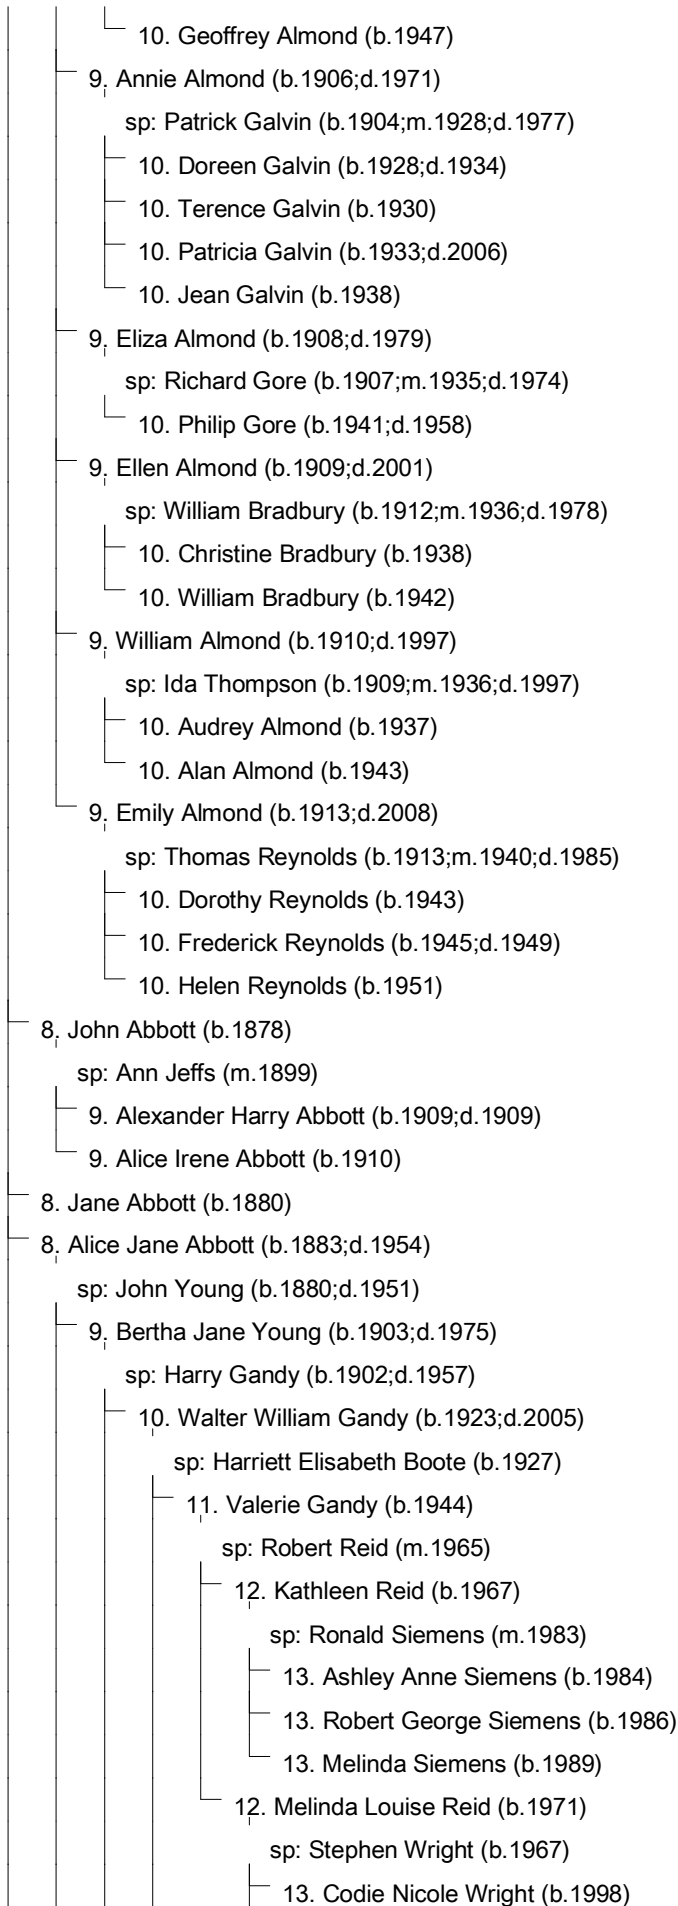 10. Geoffrey Almond (b.1947)
9. Annie Almond (b.1906;d.1971)
sp: Patrick Galvin (b.1904;m.1928;d.1977)
10. Doreen Galvin (b.1928;d.1934)
10. Terence Galvin (b.1930)
10. Patricia Galvin (b.1933;d.2006)
10. Jean Galvin (b.1938)
9. Eliza Almond (b.1908;d.1979)
sp: Richard Gore (b.1907;m.1935;d.1974)
10. Philip Gore (b.1941;d.1958)
9. Ellen Almond (b.1909;d.2001)
sp: William Bradbury (b.1912;m.1936;d.1978)
10. Christine Bradbury (b.1938)
10. William Bradbury (b.1942)
9. William Almond (b.1910;d.1997)
sp: Ida Thompson (b.1909;m.1936;d.1997)
10. Audrey Almond (b.1937)
10. Alan Almond (b.1943)
9. Emily Almond (b.1913;d.2008)
sp: Thomas Reynolds (b.1913;m.1940;d.1985)
10. Dorothy Reynolds (b.1943)
10. Frederick Reynolds (b.1945;d.1949)
10. Helen Reynolds (b.1951)
8. John Abbott (b.1878)
sp: Ann Jeffs (m.1899)
9. Alexander Harry Abbott (b.1909;d.1909)
9. Alice Irene Abbott (b.1910)
8. Jane Abbott (b.1880)
8. Alice Jane Abbott (b.1883;d.1954)
sp: John Young (b.1880;d.1951)
9. Bertha Jane Young (b.1903;d.1975)
sp: Harry Gandy (b.1902;d.1957)
10. Walter William Gandy (b.1923;d.2005)
sp: Harriett Elisabeth Boote (b.1927)
11. Valerie Gandy (b.1944)
sp: Robert Reid (m.1965)
12. Kathleen Reid (b.1967)
sp: Ronald Siemens (m.1983)
13. Ashley Anne Siemens (b.1984)
13. Robert George Siemens (b.1986)
13. Melinda Siemens (b.1989)
12. Melinda Louise Reid (b.1971)
sp: Stephen Wright (b.1967)
13. Codie Nicole Wright (b.1998)